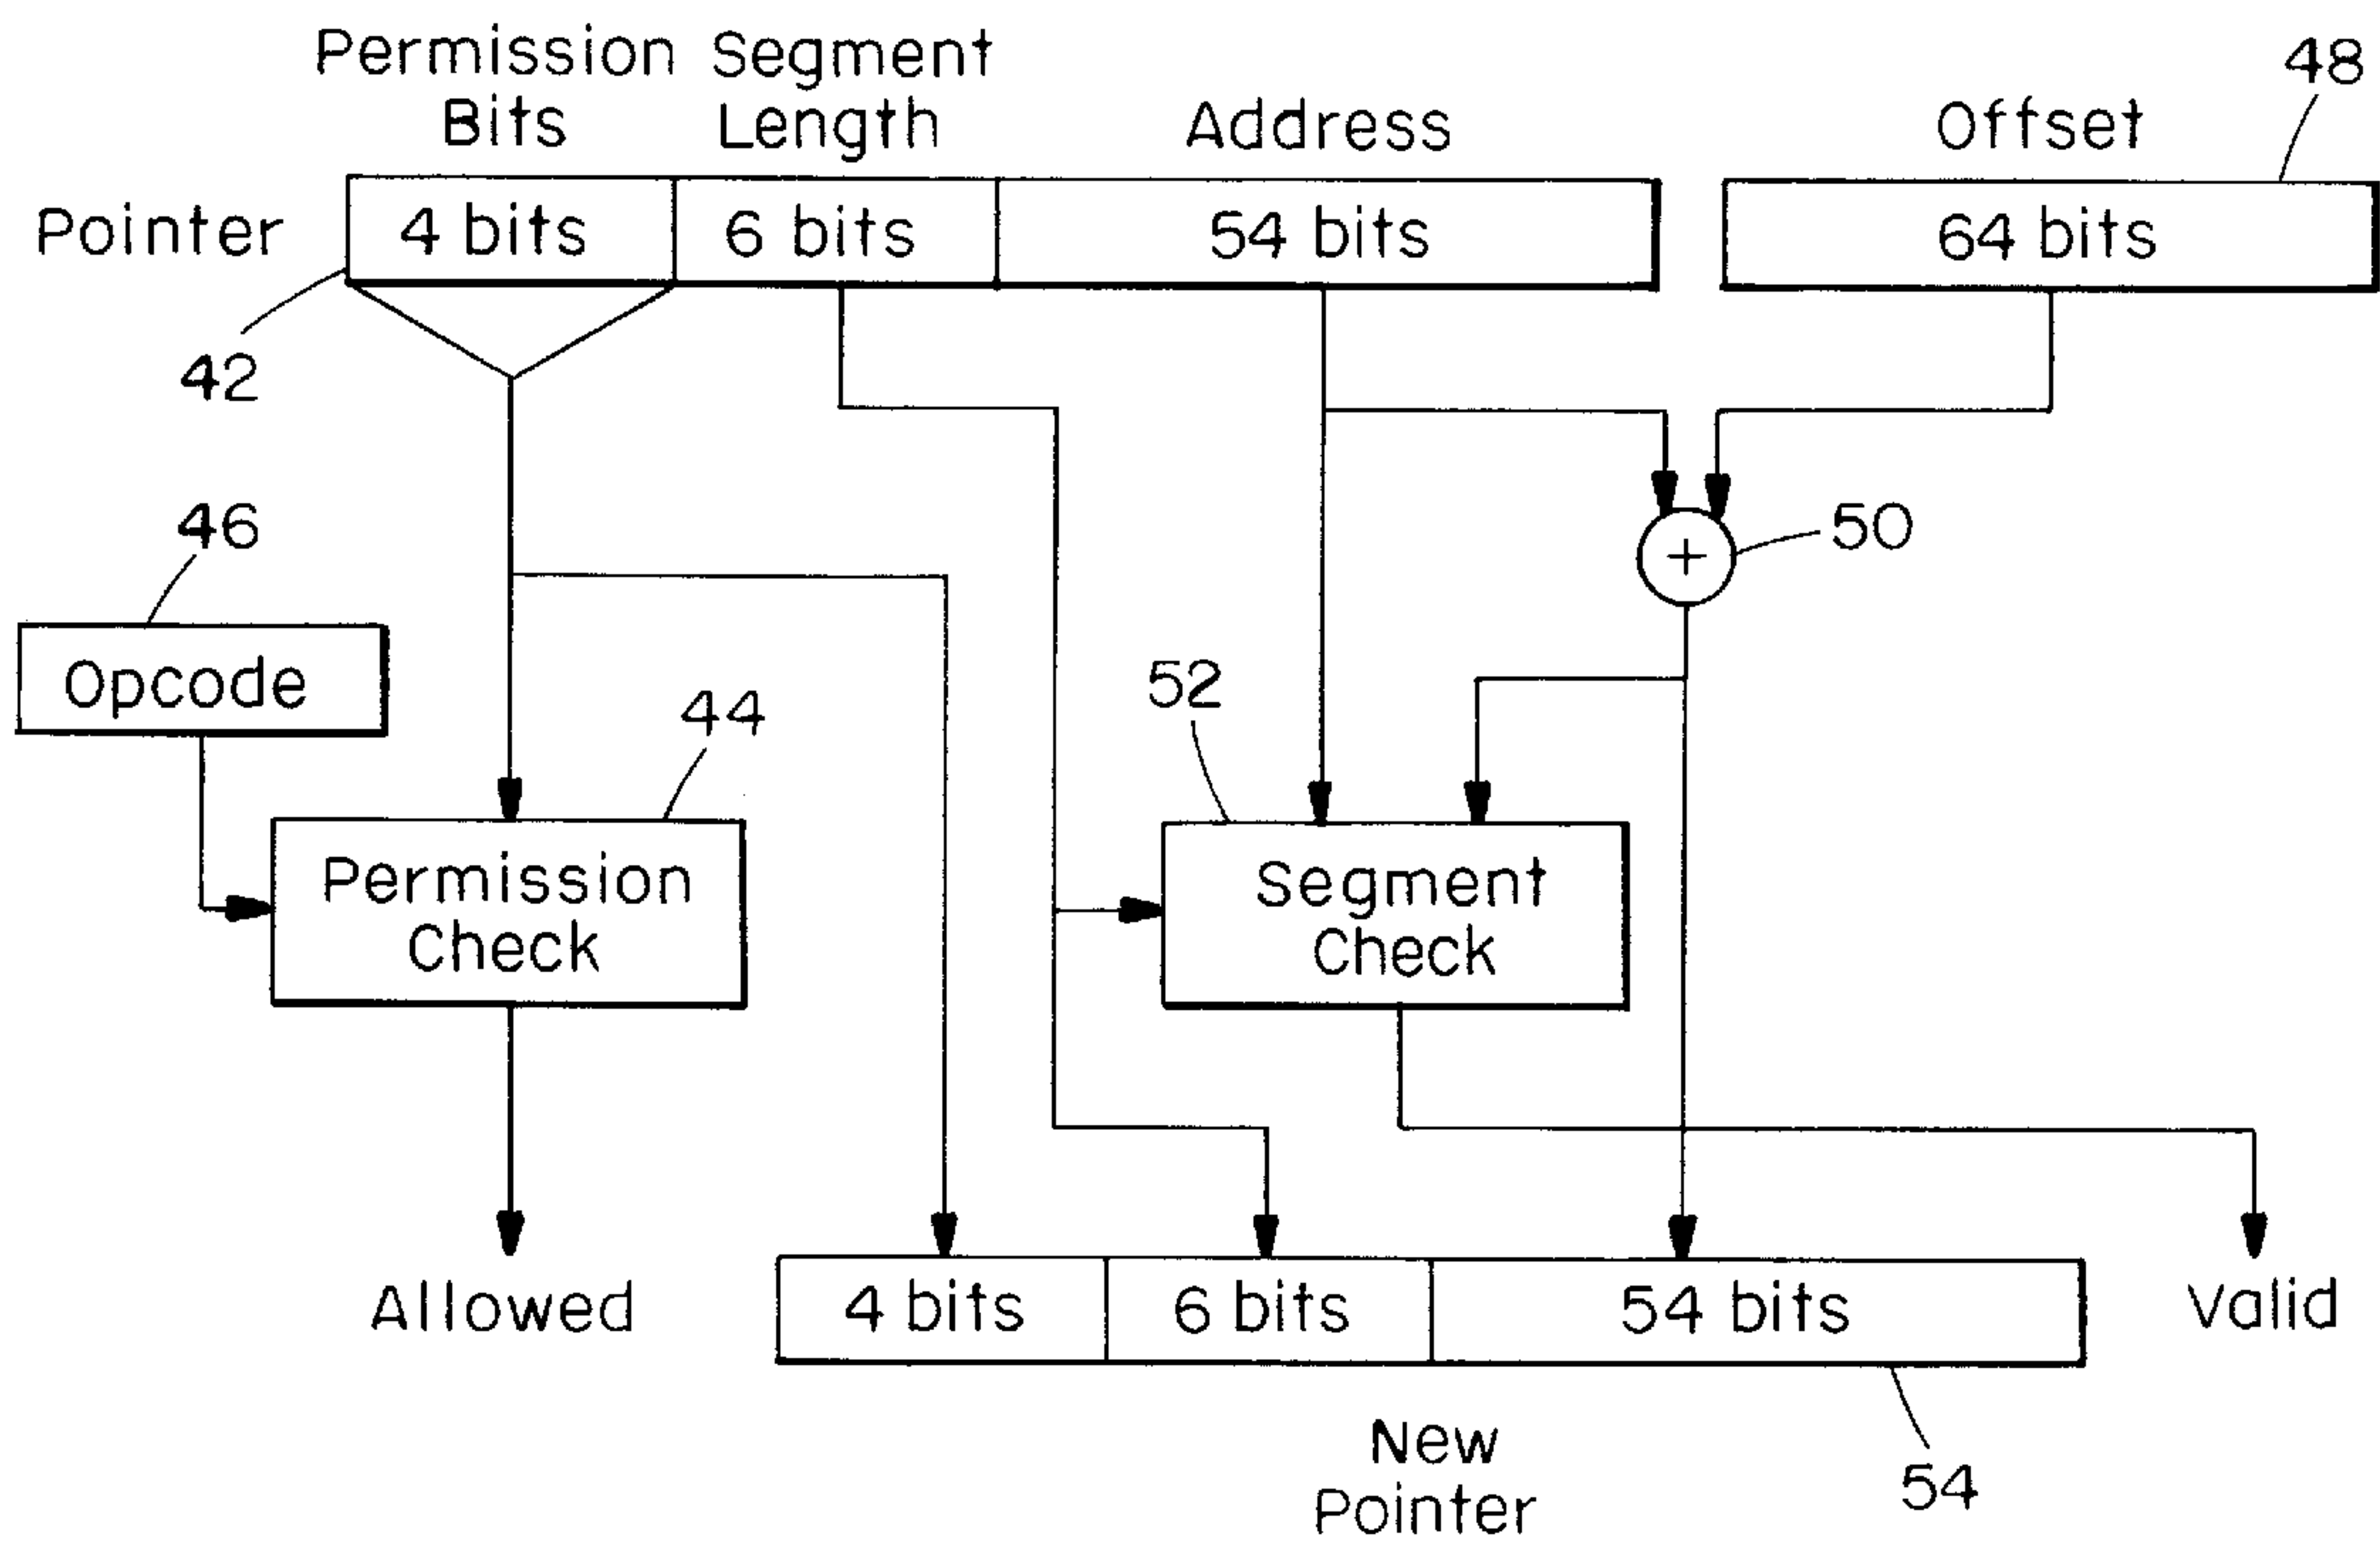 Permission Segment
Bits Length Address Offset 48
Pointer 4 bits 6 bits 54 bits 64 bits
42
46 50
+
Opcode 52
44
Permission Segment
Check Check
Allowed 4 bits 6 bits 54 bits Valid
New
Pointer 54